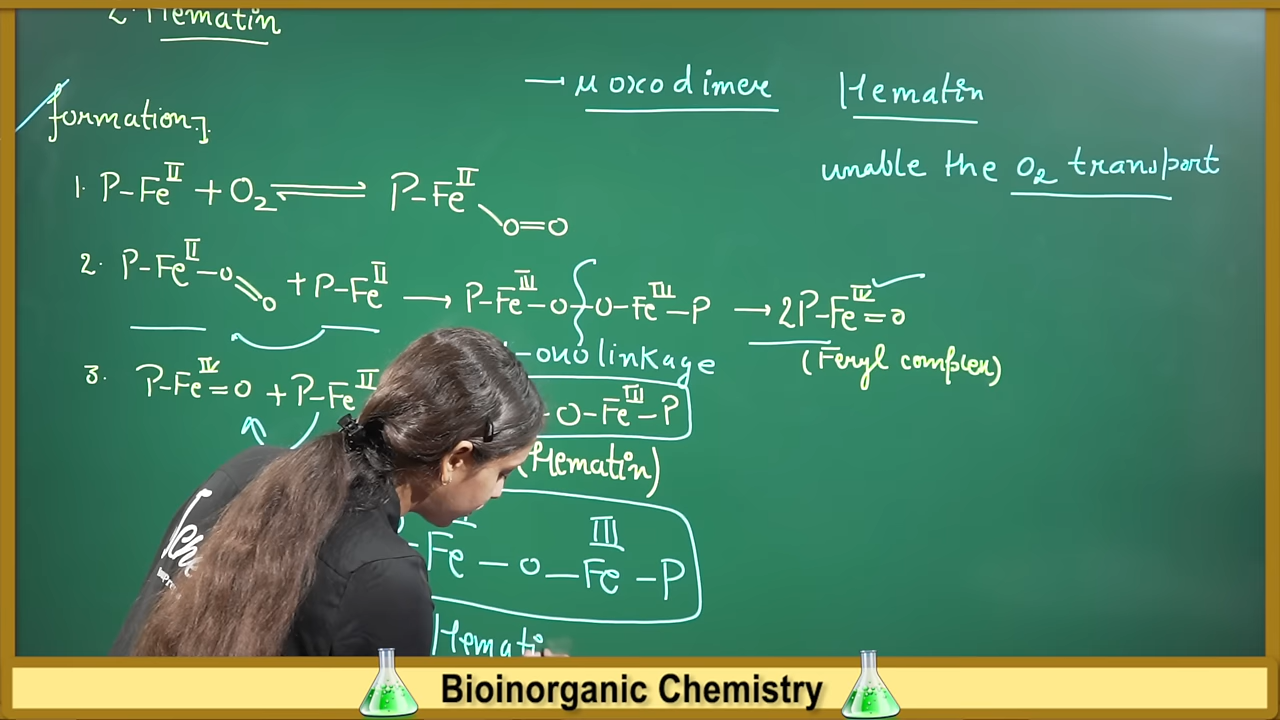 2. Hematin
→ μ oxo dimer Hematin
formation:
unable the O₂ transport
1. P-Fe^II + O₂ ⇌ P-Fe^II-O=O
2. P-Fe^II-O=O + P-Fe^II → P-Fe^III-O-O-Fe^III-P → 2P-Fe^IV=O
-oxo linkage (Feryl complex)
3. P-Fe^IV=O + P-Fe^II -O-Fe^III-P
(Hematin)
-Fe-O-Fe^III-P
Hemati
Bioinorganic Chemistry